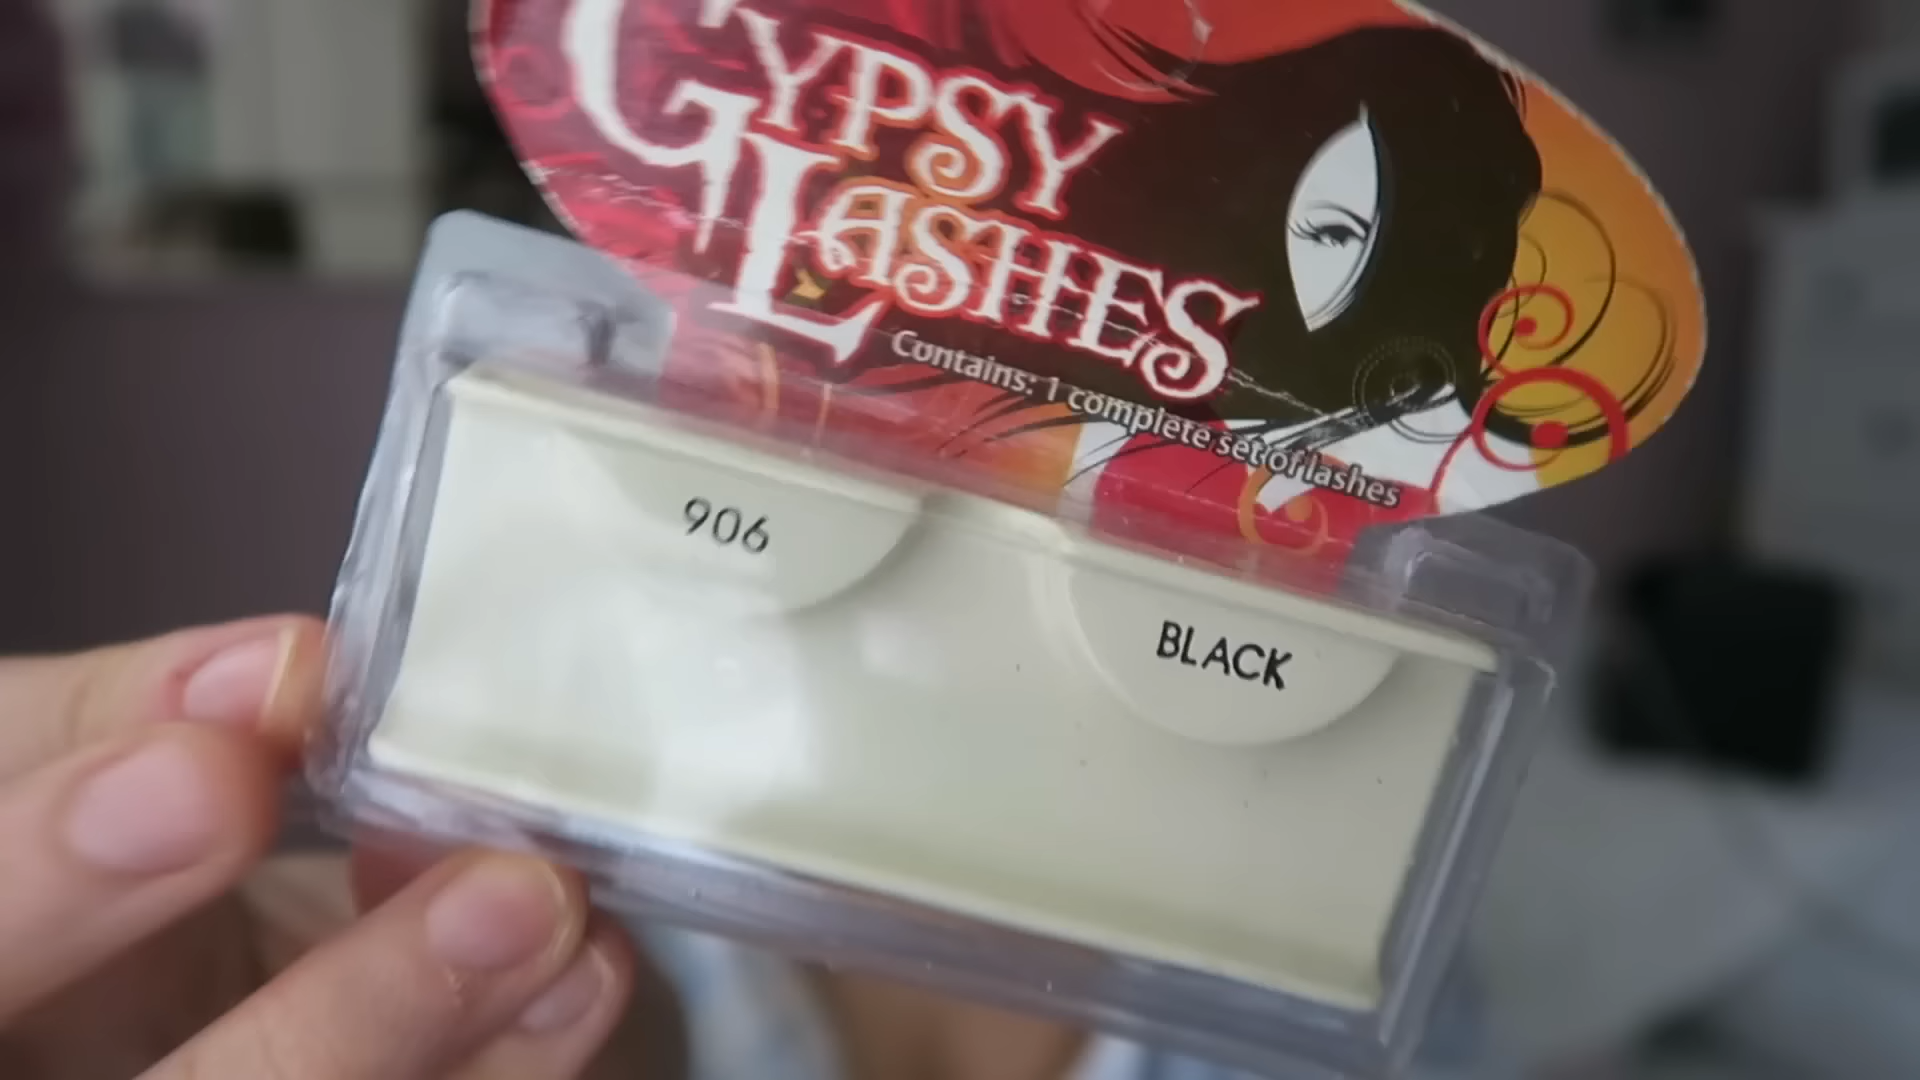 GYPSY
LASHES
Contains: 1 complete set of lashes
906
BLACK